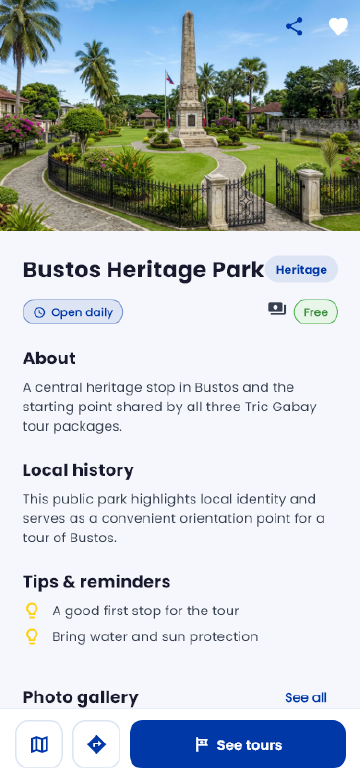 Bustos Heritage Park Heritage
Open daily Free
About
A central heritage stop in Bustos and the
starting point shared by all three Tric Gabay
tour packages.
Local history
This public park highlights local identity and
serves as a convenient orientation point for a
tour of Bustos.
Tips & reminders
A good first stop for the tour
Bring water and sun protection
Photo gallery See all
See tours